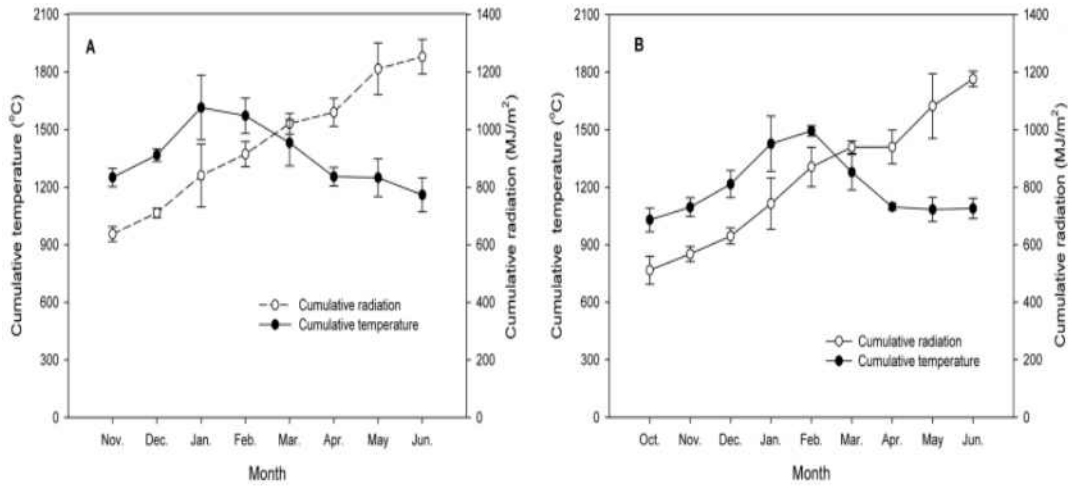 A
Cumulative temperature (°C)
2100
1800
1500
1200
900
600
300
0
1400
1200
1000
800
600
400
200
0
Cumulative radiation (MJ/m²)
Cumulative radiation
Cumulative temperature
Nov. Dec. Jan. Feb. Mar. Apr. May Jun.
Month
B
Cumulative temperature (°C)
2100
1800
1500
1200
900
600
300
0
1400
1200
1000
800
600
400
200
0
Cumulative radiation (MJ/m²)
Cumulative radiation
Cumulative temperature
Oct. Nov. Dec. Jan. Feb. Mar. Apr. May Jun.
Month